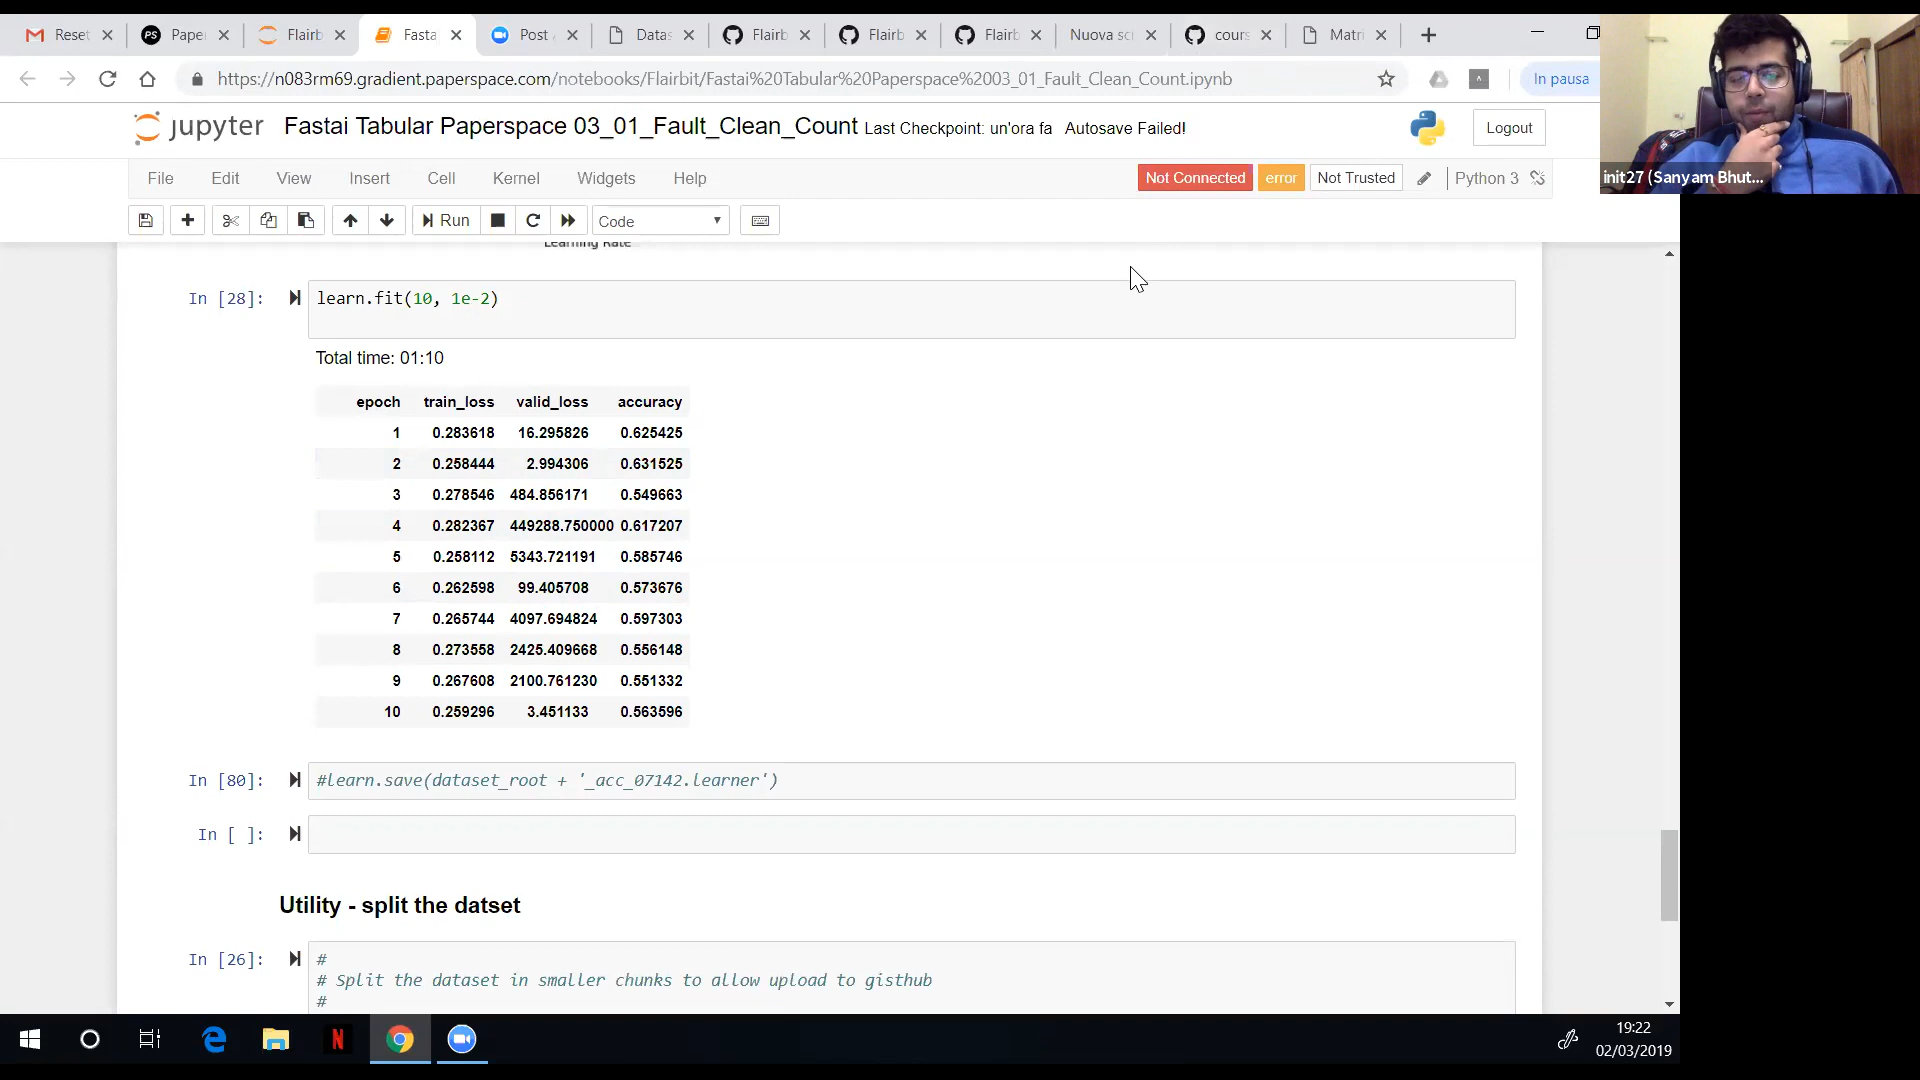 Reset
PS Pape
Flairb
Fasta
Post
Datas
Flairb
Flairb
Flairb
Nuova sc
cours
Matri
https://n083rm69.gradient.paperspace.com/notebooks/Flairbit/Fastai%20Tabular%20Paperspace%2003_01_Fault_Clean_Count.ipynb
In pausa
jupyter Fastai Tabular Paperspace 03_01_Fault_Clean_Count Last Checkpoint: un'ora fa Autosave Failed!
Logout
init27 (Sanyam Bhut...
File Edit View Insert Cell Kernel Widgets Help
Not Connected error Not Trusted Python 3
Run Code
Learning Rate
In [28]: learn.fit(10, 1e-2)
Total time: 01:10
epoch train_loss valid_loss accuracy
1 0.283618 16.295826 0.625425
2 0.258444 2.994306 0.631525
3 0.278546 484.856171 0.549663
4 0.282367 449288.750000 0.617207
5 0.258112 5343.721191 0.585746
6 0.262598 99.405708 0.573676
7 0.265744 4097.694824 0.597303
8 0.273558 2425.409668 0.556148
9 0.267608 2100.761230 0.551332
10 0.259296 3.451133 0.563596
In [80]: #learn.save(dataset_root + '_acc_07142.learner')
In [ ]:
Utility - split the datset
In [26]: #
# Split the dataset in smaller chunks to allow upload to gisthub
#
N
19:22
02/03/2019